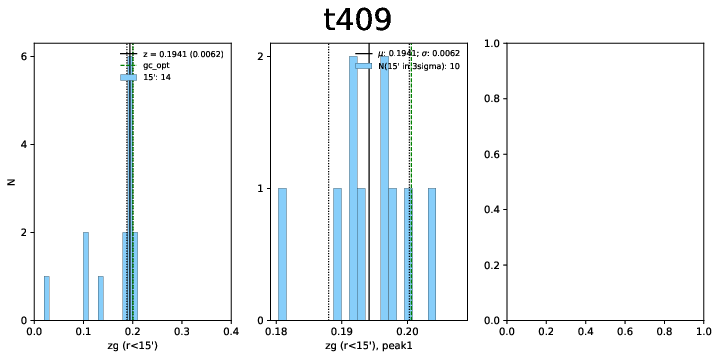 t409
z = 0.1941 (0.0062)
gc_opt
15': 14
N
6
4
2
0
0.0 0.1 0.2 0.3 0.4
zg (r<15')
μ: 0.1941; σ: 0.0062
N(15' in 3sigma): 10
2
1
0
0.18 0.19 0.20
zg (r<15'), peak1
1.0
0.8
0.6
0.4
0.2
0.0
0.0 0.2 0.4 0.6 0.8 1.0